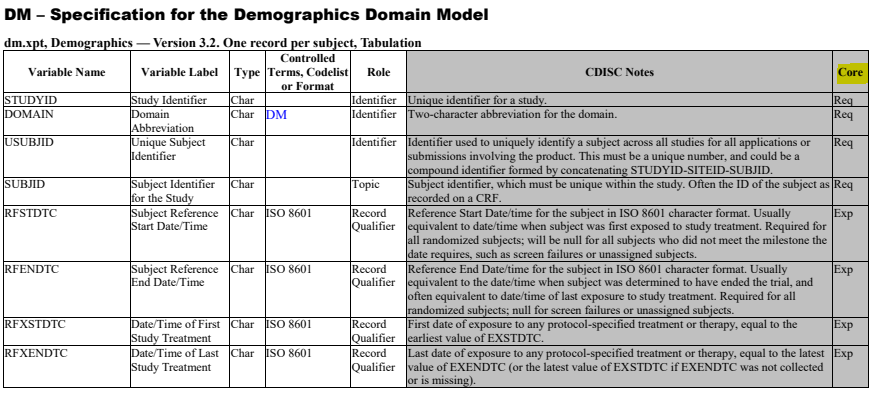 DM – Specification for the Demographics Domain Model
dm.xpt, Demographics — Version 3.2. One record per subject, Tabulation
Variable Name Variable Label Type Controlled Terms, Codelist or Format Role CDISC Notes Core
STUDYID Study Identifier Char Identifier Unique identifier for a study. Req
DOMAIN Domain Char DM Identifier Two-character abbreviation for the domain. Req
Abbreviation
USUBJID Unique Subject Char Identifier Identifier used to uniquely identify a subject across all studies for all applications or Req
Identifier submissions involving the product. This must be a unique number, and could be a
compound identifier formed by concatenating STUDYID-SITEID-SUBJID.
SUBJID Subject Identifier Char Topic Subject identifier, which must be unique within the study. Often the ID of the subject as Req
for the Study recorded on a CRF.
RFSTDTC Subject Reference Char ISO 8601 Record Reference Start Date/time for the subject in ISO 8601 character format. Usually Exp
Start Date/Time Qualifier equivalent to date/time when subject was first exposed to study treatment. Required for
all randomized subjects; will be null for all subjects who did not meet the milestone the
date requires, such as screen failures or unassigned subjects.
RFENDTC Subject Reference Char ISO 8601 Record Reference End Date/time for the subject in ISO 8601 character format. Usually Exp
End Date/Time Qualifier equivalent to the date/time when subject was determined to have ended the trial, and
often equivalent to date/time of last exposure to study treatment. Required for all
randomized subjects; null for screen failures or unassigned subjects.
RFXSTDTC Date/Time of First Char ISO 8601 Record First date of exposure to any protocol-specified treatment or therapy, equal to the Exp
Study Treatment Qualifier earliest value of EXSTDTC.
RFXENDTC Date/Time of Last Char ISO 8601 Record Last date of exposure to any protocol-specified treatment or therapy, equal to the latest Exp
Study Treatment Qualifier value of EXENDTC (or the latest value of EXSTDTC if EXENDTC was not collected
or is missing).